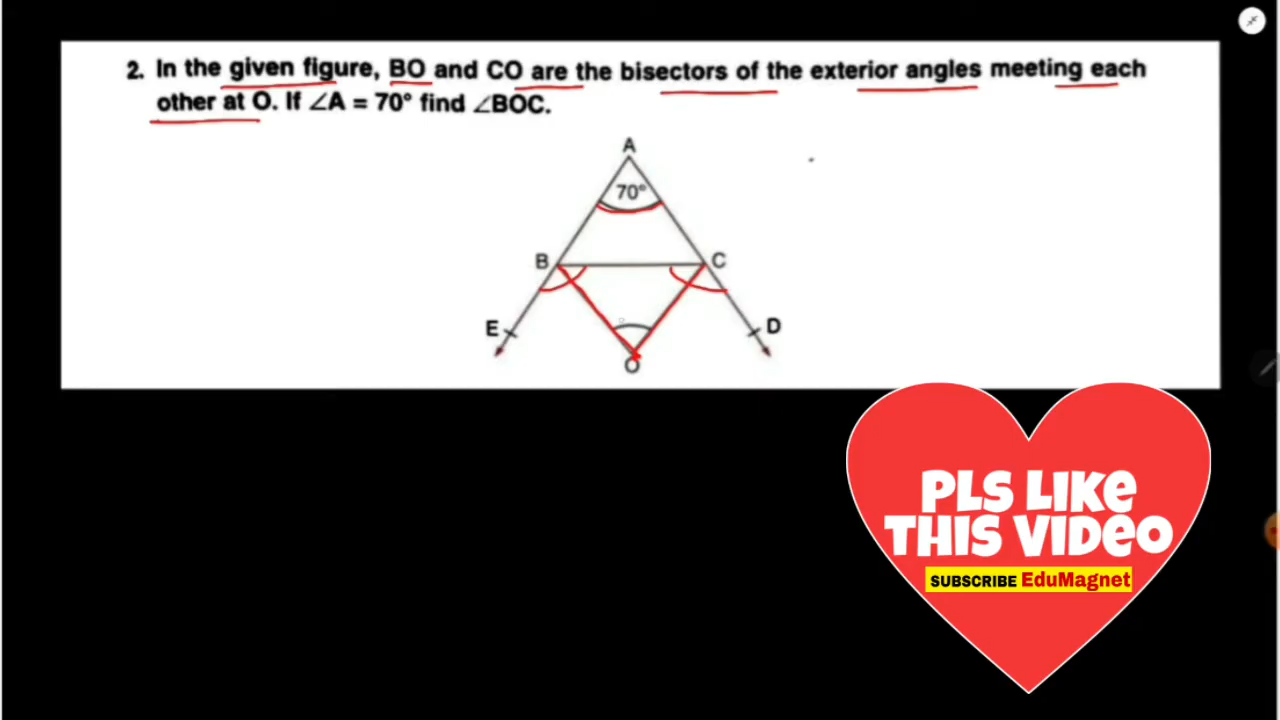 2. In the given figure, BO and CO are the bisectors of the exterior angles meeting each
other at O. If ∠A = 70° find ∠BOC.
A
70°
B
C
E
D
O
PLS LIKE
THIS VIDEO
SUBSCRIBE EduMagnet